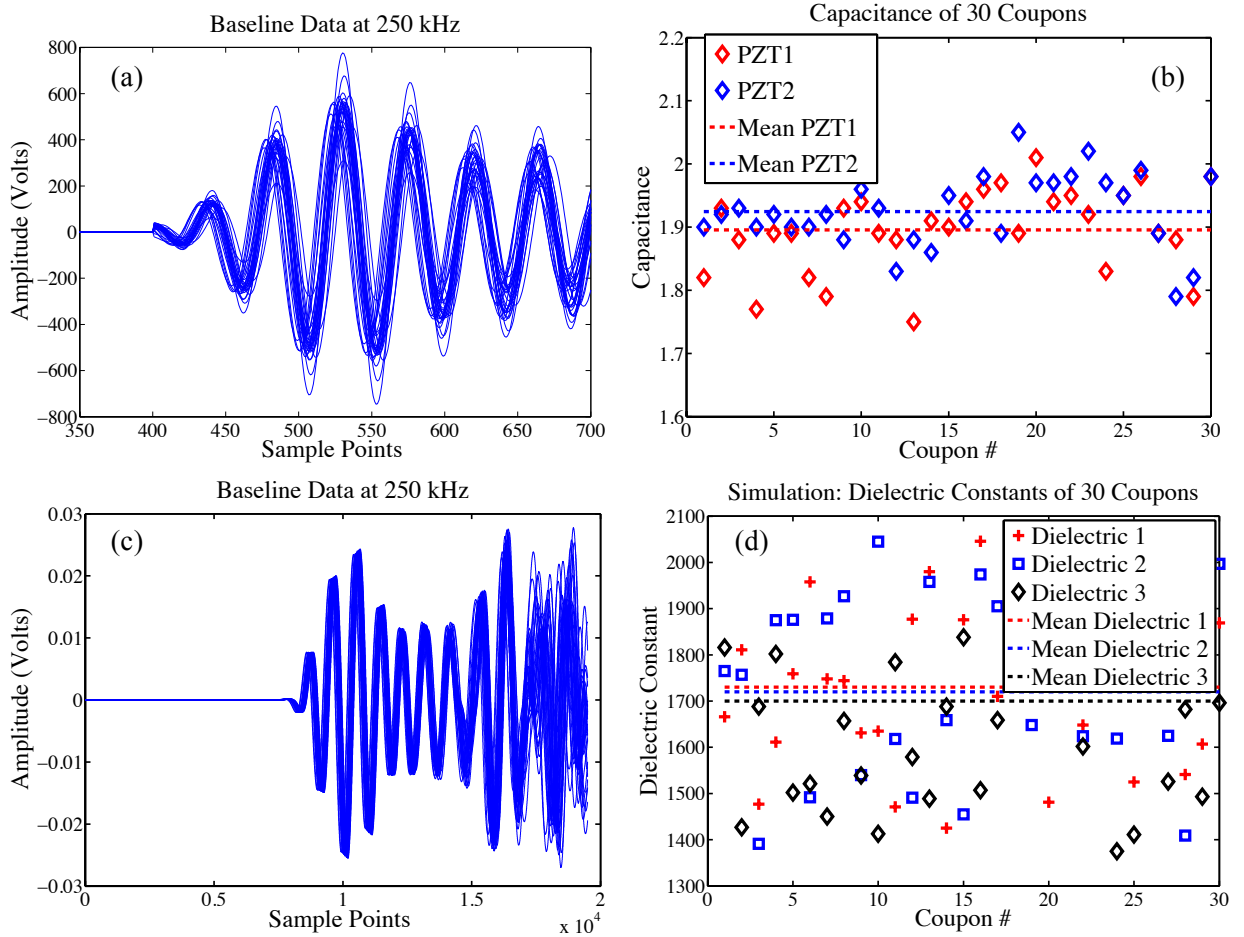 Baseline Data at 250 kHz
(a)
Amplitude (Volts)
800
600
400
200
0
−200
−400
−600
−800
350 400 450 500 550 600 650 700
Sample Points
Capacitance of 30 Coupons
(b)
PZT1
PZT2
Mean PZT1
Mean PZT2
Capacitance
2.2
2.1
2
1.9
1.8
1.7
1.6
0 5 10 15 20 25 30
Coupon #
Baseline Data at 250 kHz
(c)
Amplitude (Volts)
0.03
0.02
0.01
0
−0.01
−0.02
−0.03
0 0.5 1 1.5 2
x 10⁴
Sample Points
Simulation: Dielectric Constants of 30 Coupons
(d)
Dielectric 1
Dielectric 2
Dielectric 3
Mean Dielectric 1
Mean Dielectric 2
Mean Dielectric 3
Dielectric Constant
2100
2000
1900
1800
1700
1600
1500
1400
1300
0 5 10 15 20 25 30
Coupon #